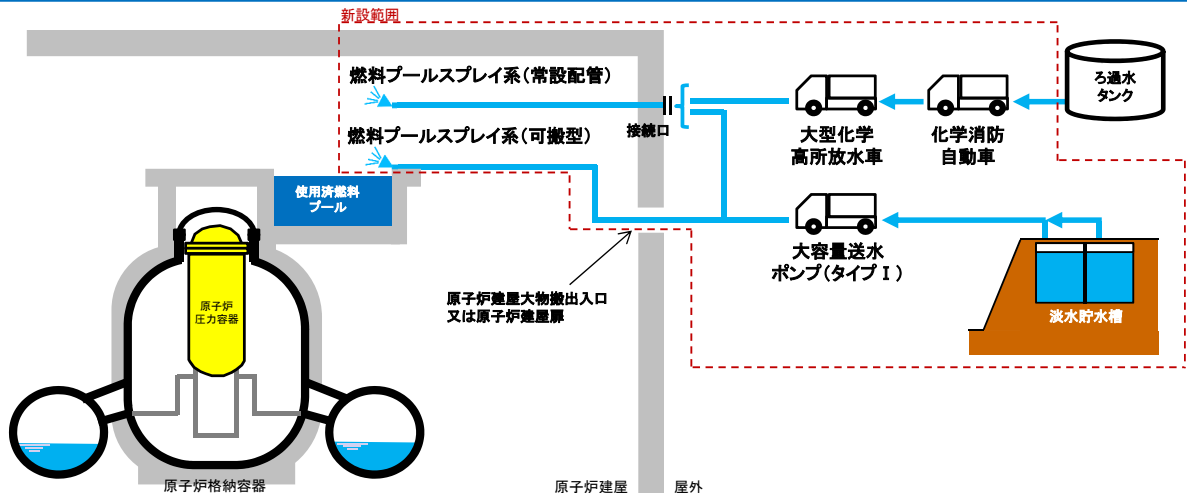 新設範囲
燃料プールスプレイ系(常設配管)
ろ過水
タンク
接続口
大型化学
高所放水車
化学消防
自動車
燃料プールスプレイ系(可搬型)
使用済燃料
プール
大容量送水
ポンプ(タイプⅠ)
原子炉
圧力容器
原子炉建屋大物搬出入口
又は原子炉建屋扉
淡水貯水槽
原子炉格納容器
原子炉建屋
屋外